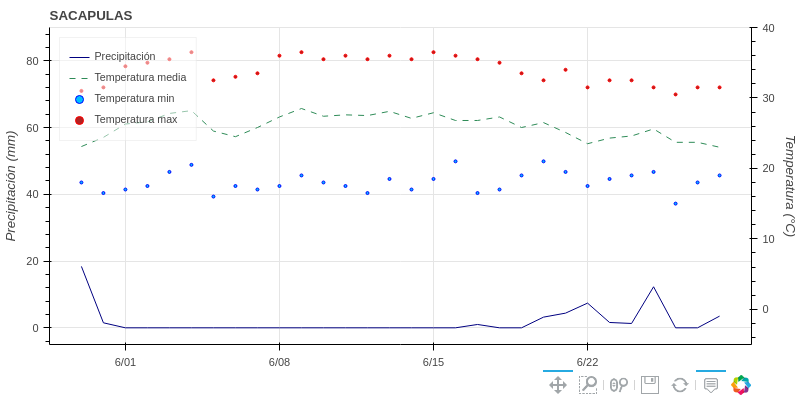 SACAPULAS
Precipitación
Temperatura media
Temperatura min
Temperatura max
Precipitación (mm)
80
60
40
20
0
40
30
20
10
0
Temperatura (°C)
6/01
6/08
6/15
6/22